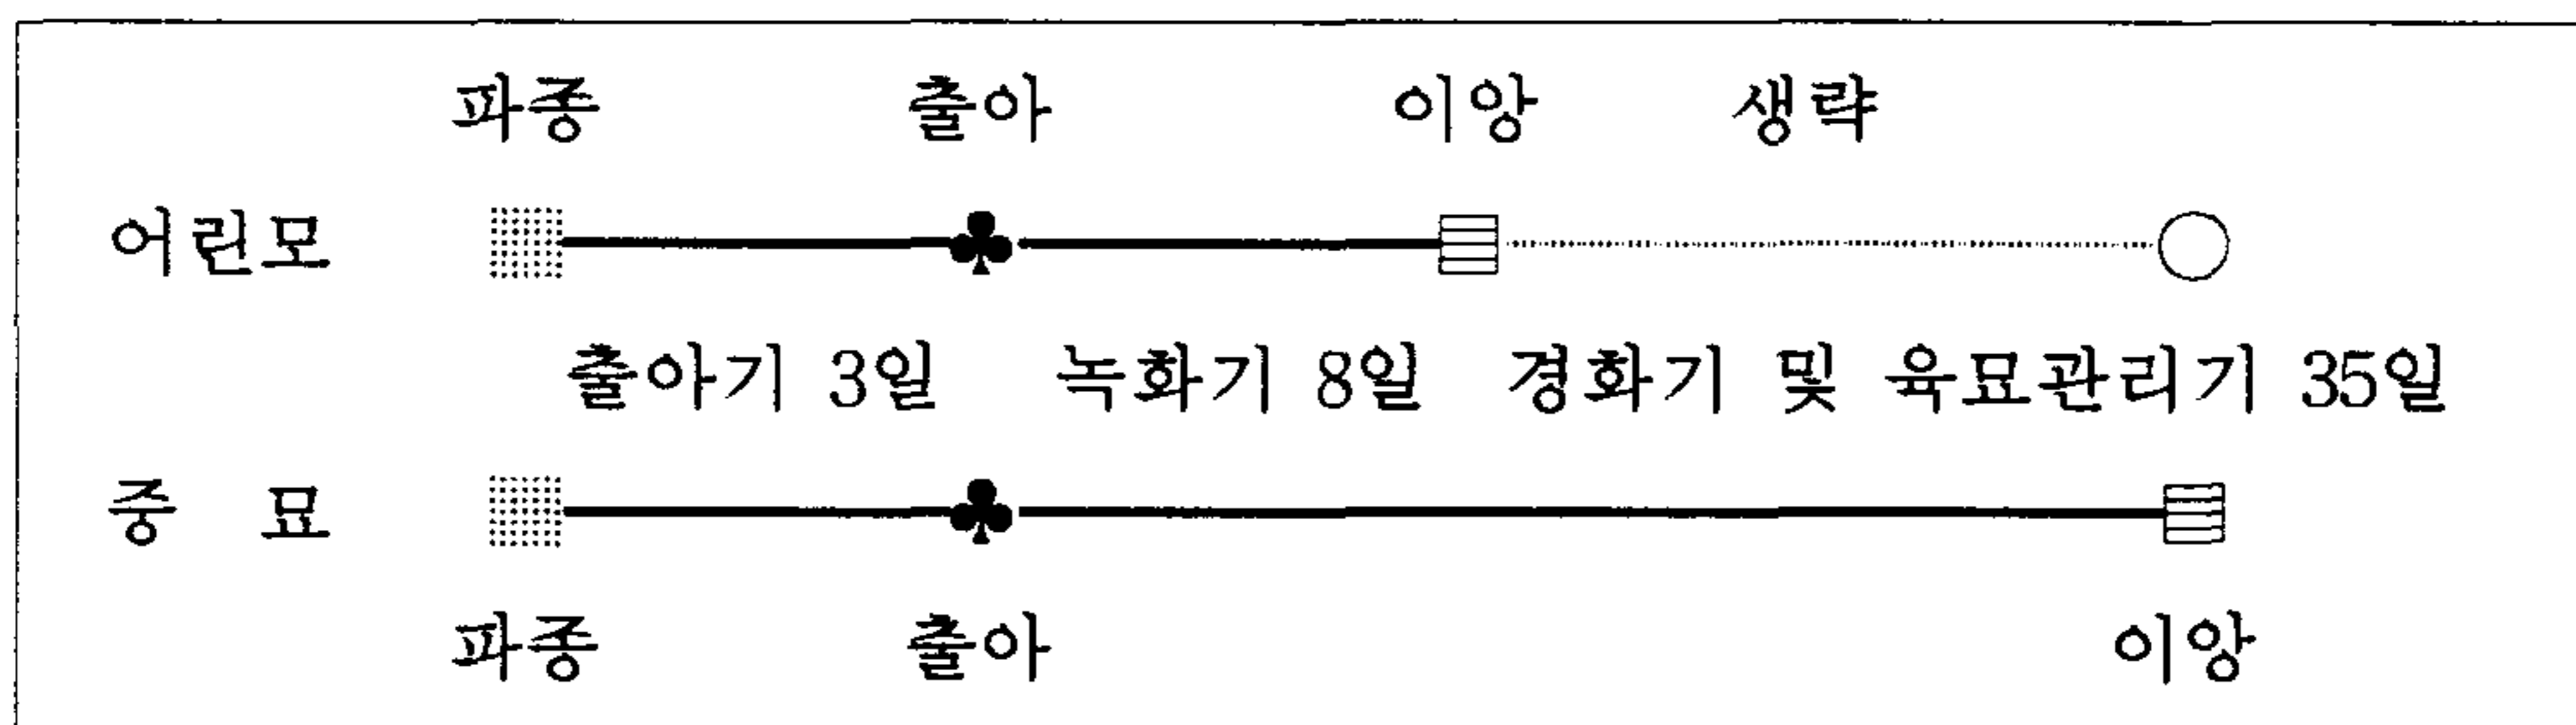 파종 출아 이앙 생략
어린모
출아기 3일 녹화기 8일 경화기 및 육묘관리기 35일
중 묘
파종 출아 이앙